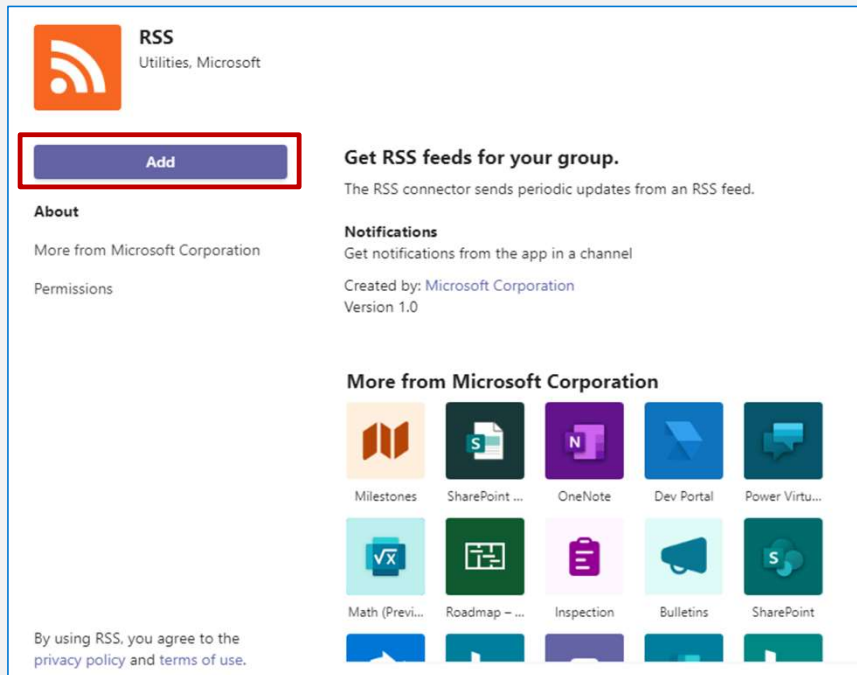 RSS
Utilities, Microsoft
Add
About
More from Microsoft Corporation
Permissions
By using RSS, you agree to the
privacy policy and terms of use.
Get RSS feeds for your group.
The RSS connector sends periodic updates from an RSS feed.
Notifications
Get notifications from the app in a channel
Created by: Microsoft Corporation
Version 1.0
More from Microsoft Corporation
Milestones SharePoint ... OneNote Dev Portal Power Virtu...
Math (Previ... Roadmap – ... Inspection Bulletins SharePoint